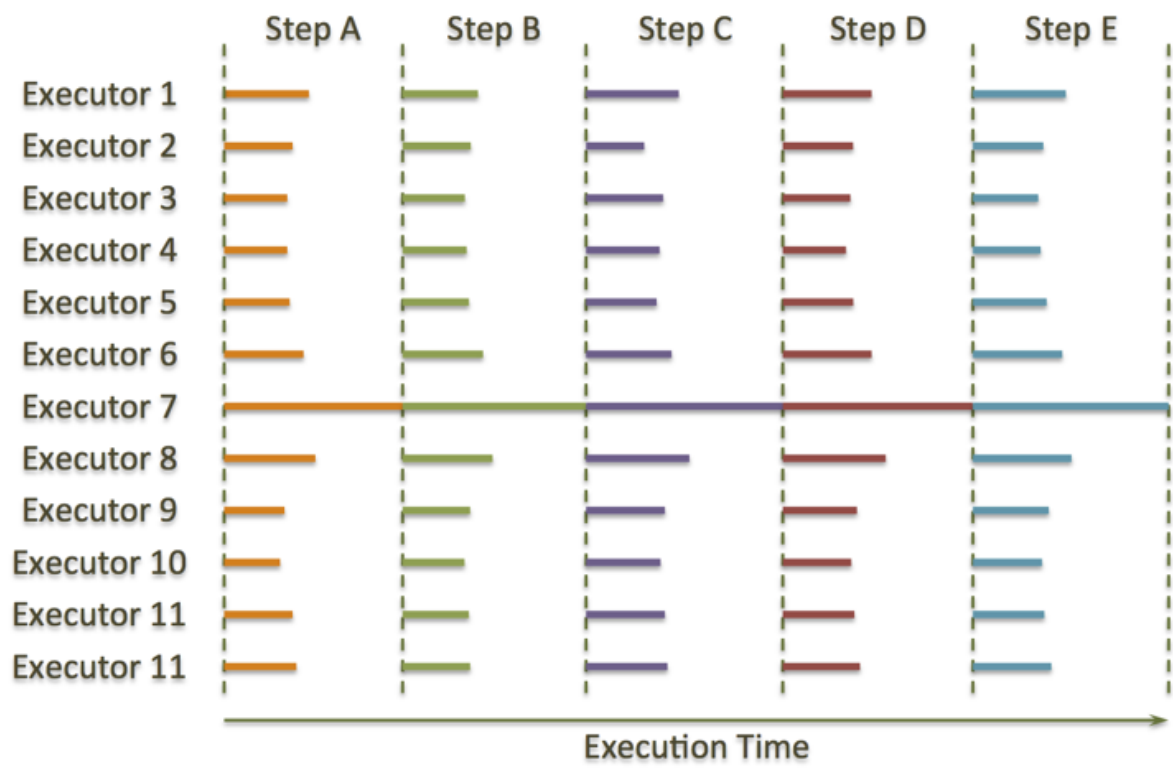 Step A Step B Step C Step D Step E
Executor 1
Executor 2
Executor 3
Executor 4
Executor 5
Executor 6
Executor 7
Executor 8
Executor 9
Executor 10
Executor 11
Executor 11
Execution Time